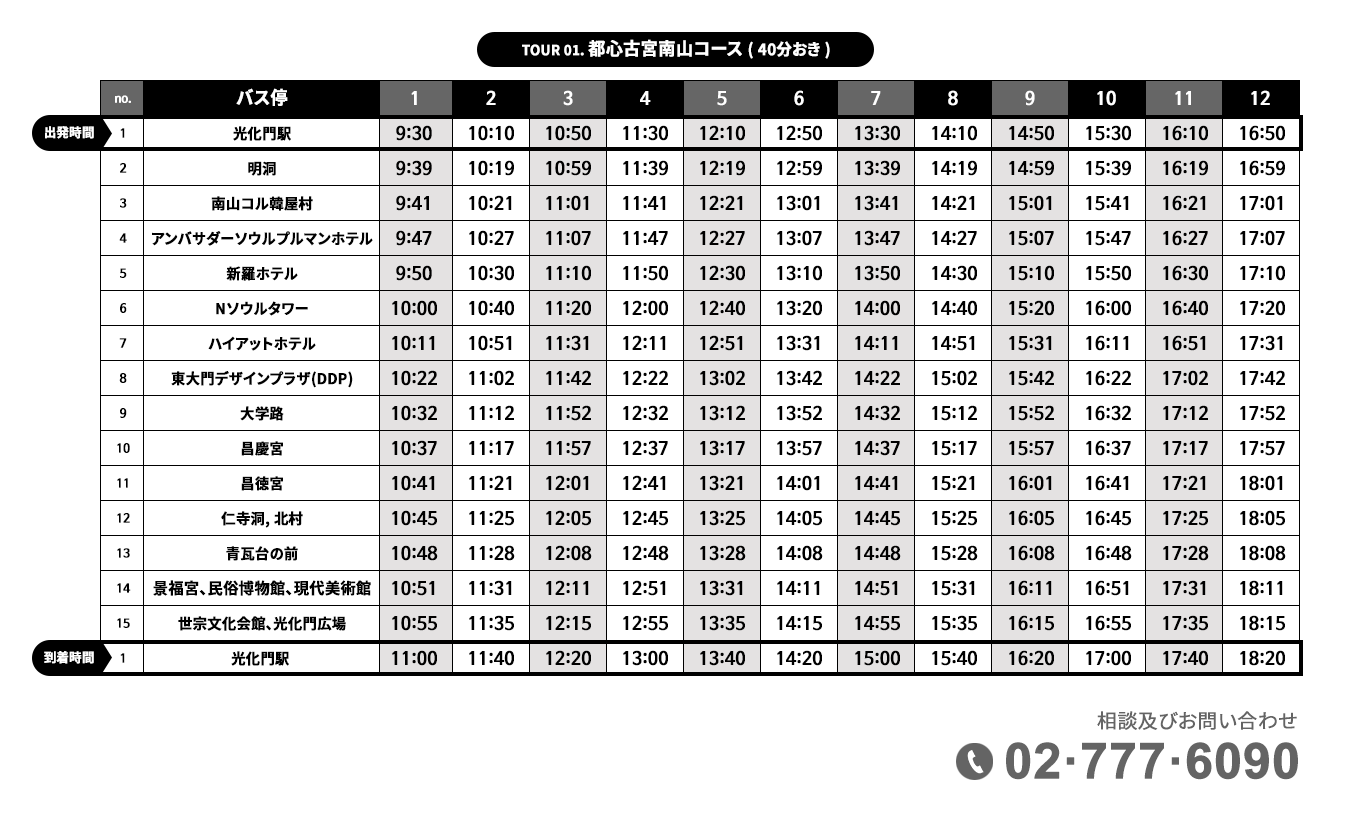 TOUR 01. 都心古宮南山コース ( 40分おき )
no. バス停 1 2 3 4 5 6 7 8 9 10 11 12
出発時間 1 光化門駅 9:30 10:10 10:50 11:30 12:10 12:50 13:30 14:10 14:50 15:30 16:10 16:50
2 明洞 9:39 10:19 10:59 11:39 12:19 12:59 13:39 14:19 14:59 15:39 16:19 16:59
3 南山コル韓屋村 9:41 10:21 11:01 11:41 12:21 13:01 13:41 14:21 15:01 15:41 16:21 17:01
4 アンバサダーソウルプルマンホテル 9:47 10:27 11:07 11:47 12:27 13:07 13:47 14:27 15:07 15:47 16:27 17:07
5 新羅ホテル 9:50 10:30 11:10 11:50 12:30 13:10 13:50 14:30 15:10 15:50 16:30 17:10
6 Nソウルタワー 10:00 10:40 11:20 12:00 12:40 13:20 14:00 14:40 15:20 16:00 16:40 17:20
7 ハイアットホテル 10:11 10:51 11:31 12:11 12:51 13:31 14:11 14:51 15:31 16:11 16:51 17:31
8 東大門デザインプラザ(DDP) 10:22 11:02 11:42 12:22 13:02 13:42 14:22 15:02 15:42 16:22 17:02 17:42
9 大学路 10:32 11:12 11:52 12:32 13:12 13:52 14:32 15:12 15:52 16:32 17:12 17:52
10 昌慶宮 10:37 11:17 11:57 12:37 13:17 13:57 14:37 15:17 15:57 16:37 17:17 17:57
11 昌徳宮 10:41 11:21 12:01 12:41 13:21 14:01 14:41 15:21 16:01 16:41 17:21 18:01
12 仁寺洞, 北村 10:45 11:25 12:05 12:45 13:25 14:05 14:45 15:25 16:05 16:45 17:25 18:05
13 青瓦台の前 10:48 11:28 12:08 12:48 13:28 14:08 14:48 15:28 16:08 16:48 17:28 18:08
14 景福宮、民俗博物館、現代美術館 10:51 11:31 12:11 12:51 13:31 14:11 14:51 15:31 16:11 16:51 17:31 18:11
15 世宗文化会館、光化門広場 10:55 11:35 12:15 12:55 13:35 14:15 14:55 15:35 16:15 16:55 17:35 18:15
到着時間 1 光化門駅 11:00 11:40 12:20 13:00 13:40 14:20 15:00 15:40 16:20 17:00 17:40 18:20
相談及びお問い合わせ
02·777·6090